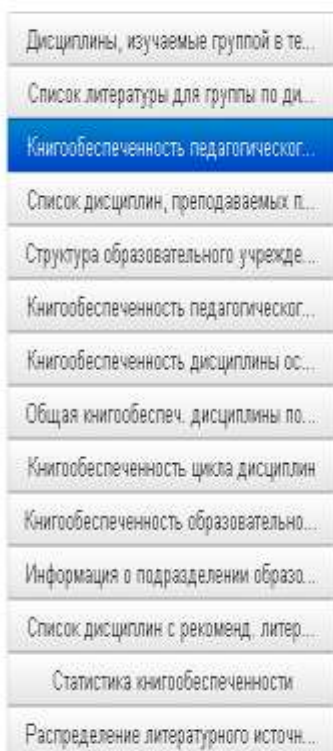 Дисциплины, изучаемые группой в те...
Список литературы для группы по ди...
Книгообеспеченность педагогическог...
Список дисциплин, преподаваемых п...
Структура образовательного учрежде...
Книгообеспеченность педагогическог...
Книгообеспеченность дисциплины ос...
Общая книгообеспеч. дисциплины по...
Книгообеспеченность цикла дисциплин
Книгообеспеченность образовательно...
Информация о подразделении образо...
Список дисциплин с рекоменд. литер...
Статистика книгообеспеченности
Распределение литературного источн...